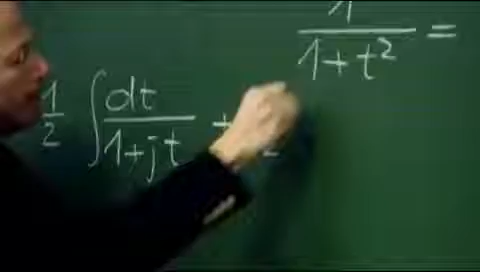 1/(1+t²) =
1/2 ∫ dt/(1+jt) +